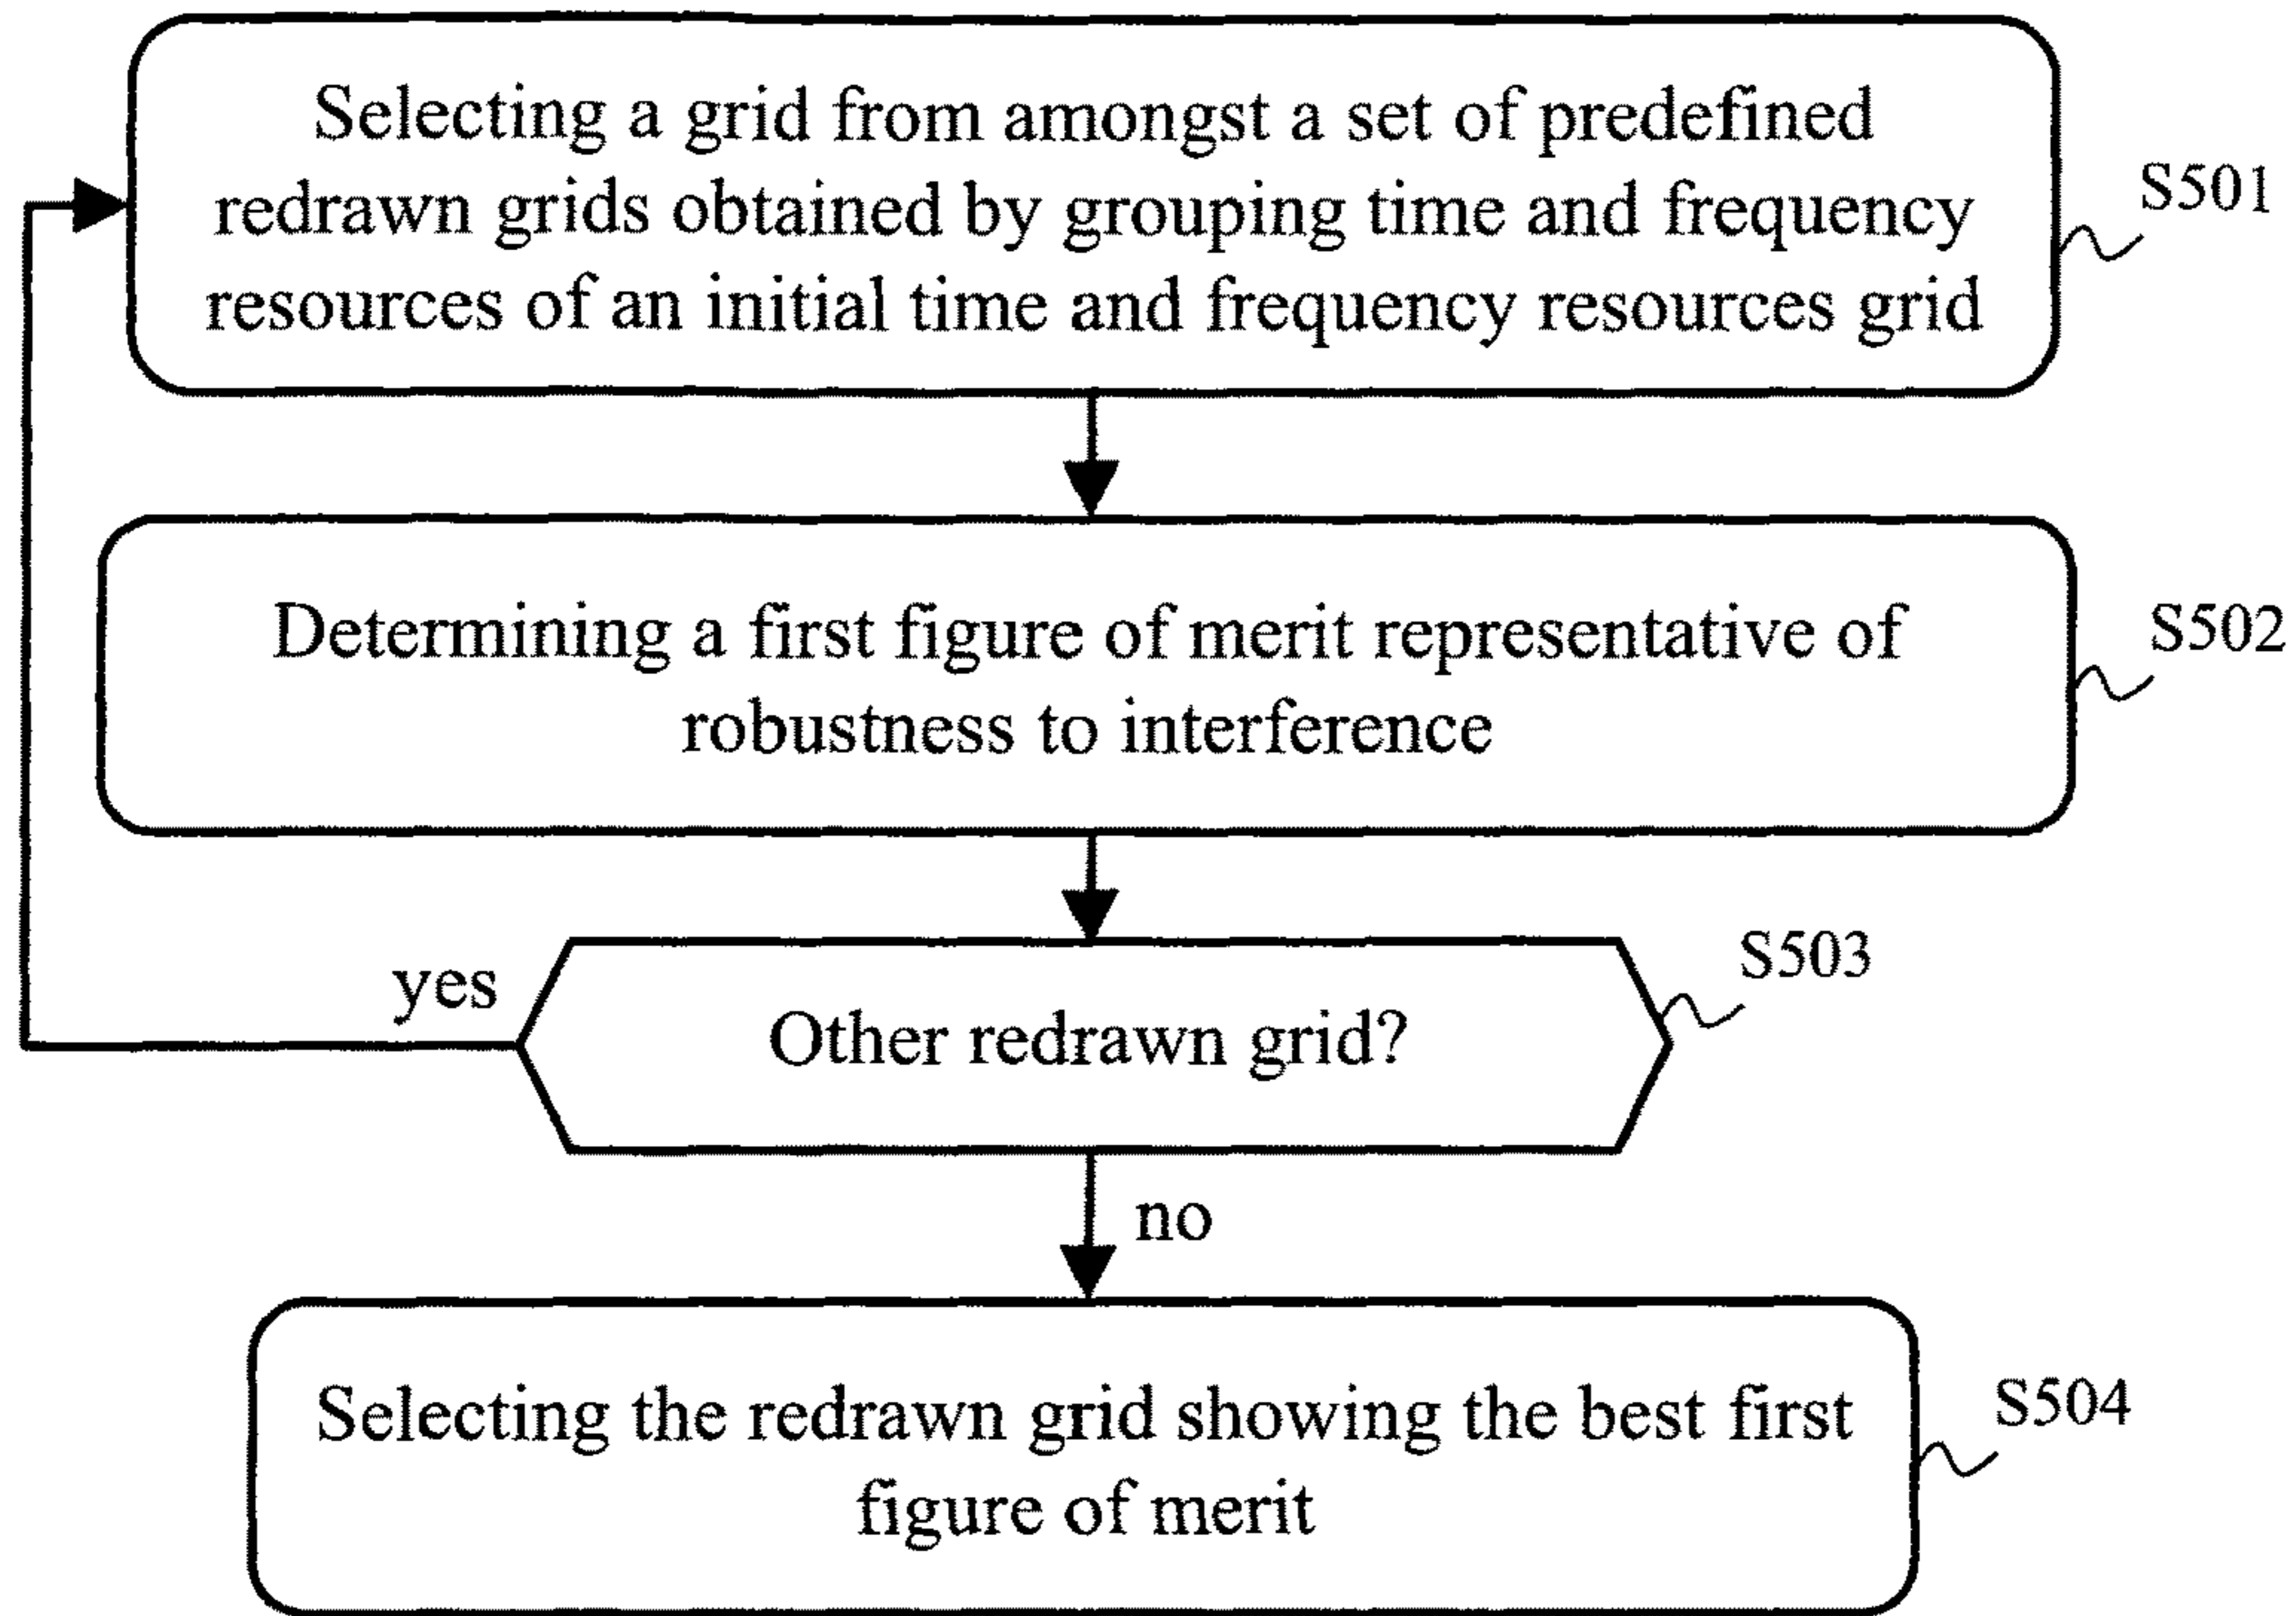 Selecting a grid from amongst a set of predefined
redrawn grids obtained by grouping time and frequency
resources of an initial time and frequency resources grid
S501
Determining a first figure of merit representative of
robustness to interference
S502
Other redrawn grid?
S503
yes
no
Selecting the redrawn grid showing the best first
figure of merit
S504